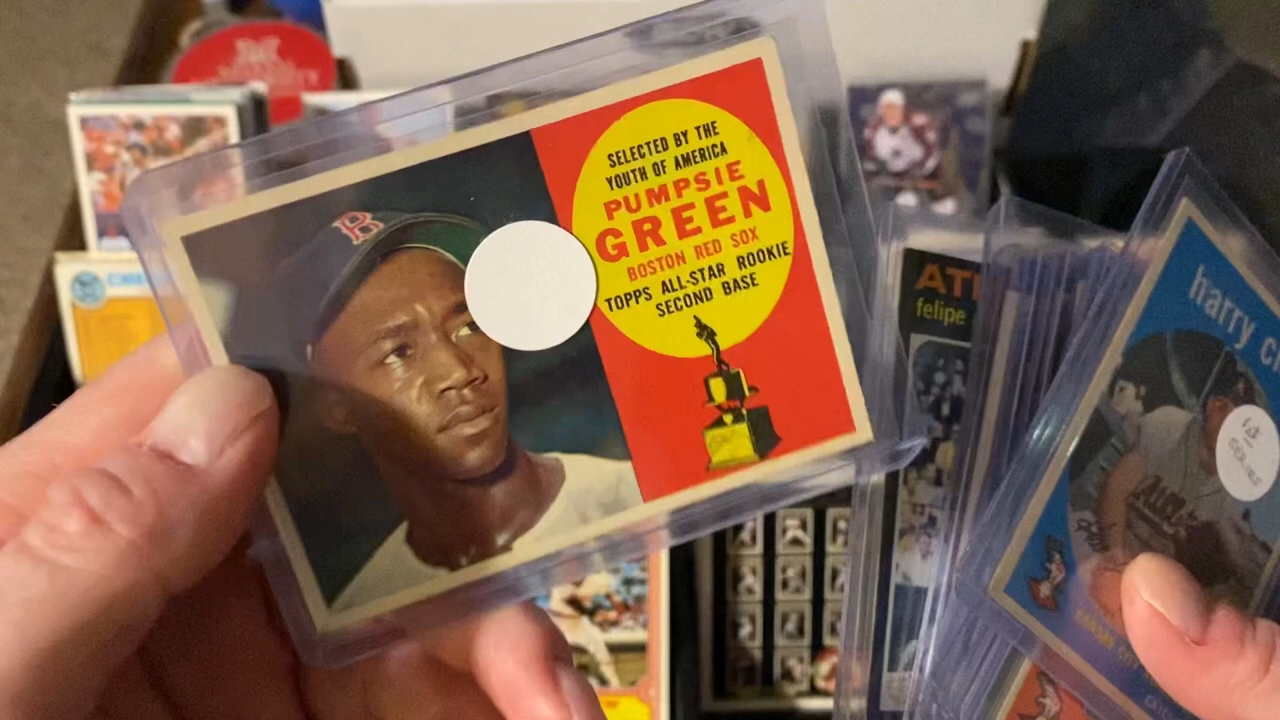 SELECTED BY THE
YOUTH OF AMERICA
PUMPSIE
GREEN
BOSTON RED SOX
TOPPS ALL-STAR ROOKIE
SECOND BASE
B
felipe
harry